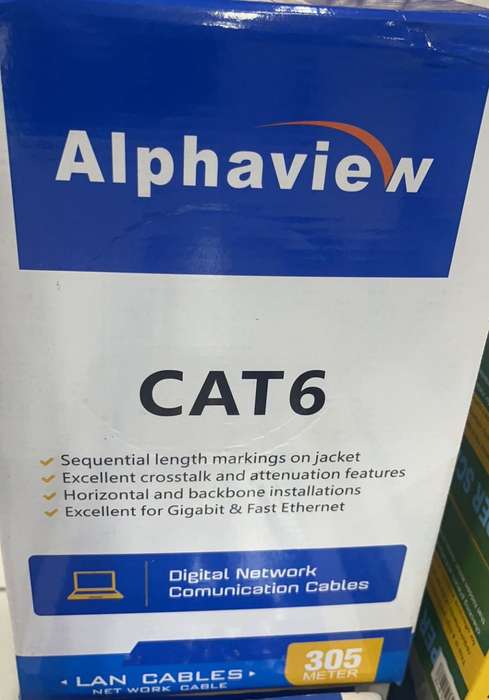 Alphaview
CAT6
Sequential length markings on jacket
Excellent crosstalk and attenuation features
Horizontal and backbone installations
Excellent for Gigabit & Fast Ethernet
Digital Network
Comunication Cables
LAN CABLES
NET WORK CABLE
305
METER